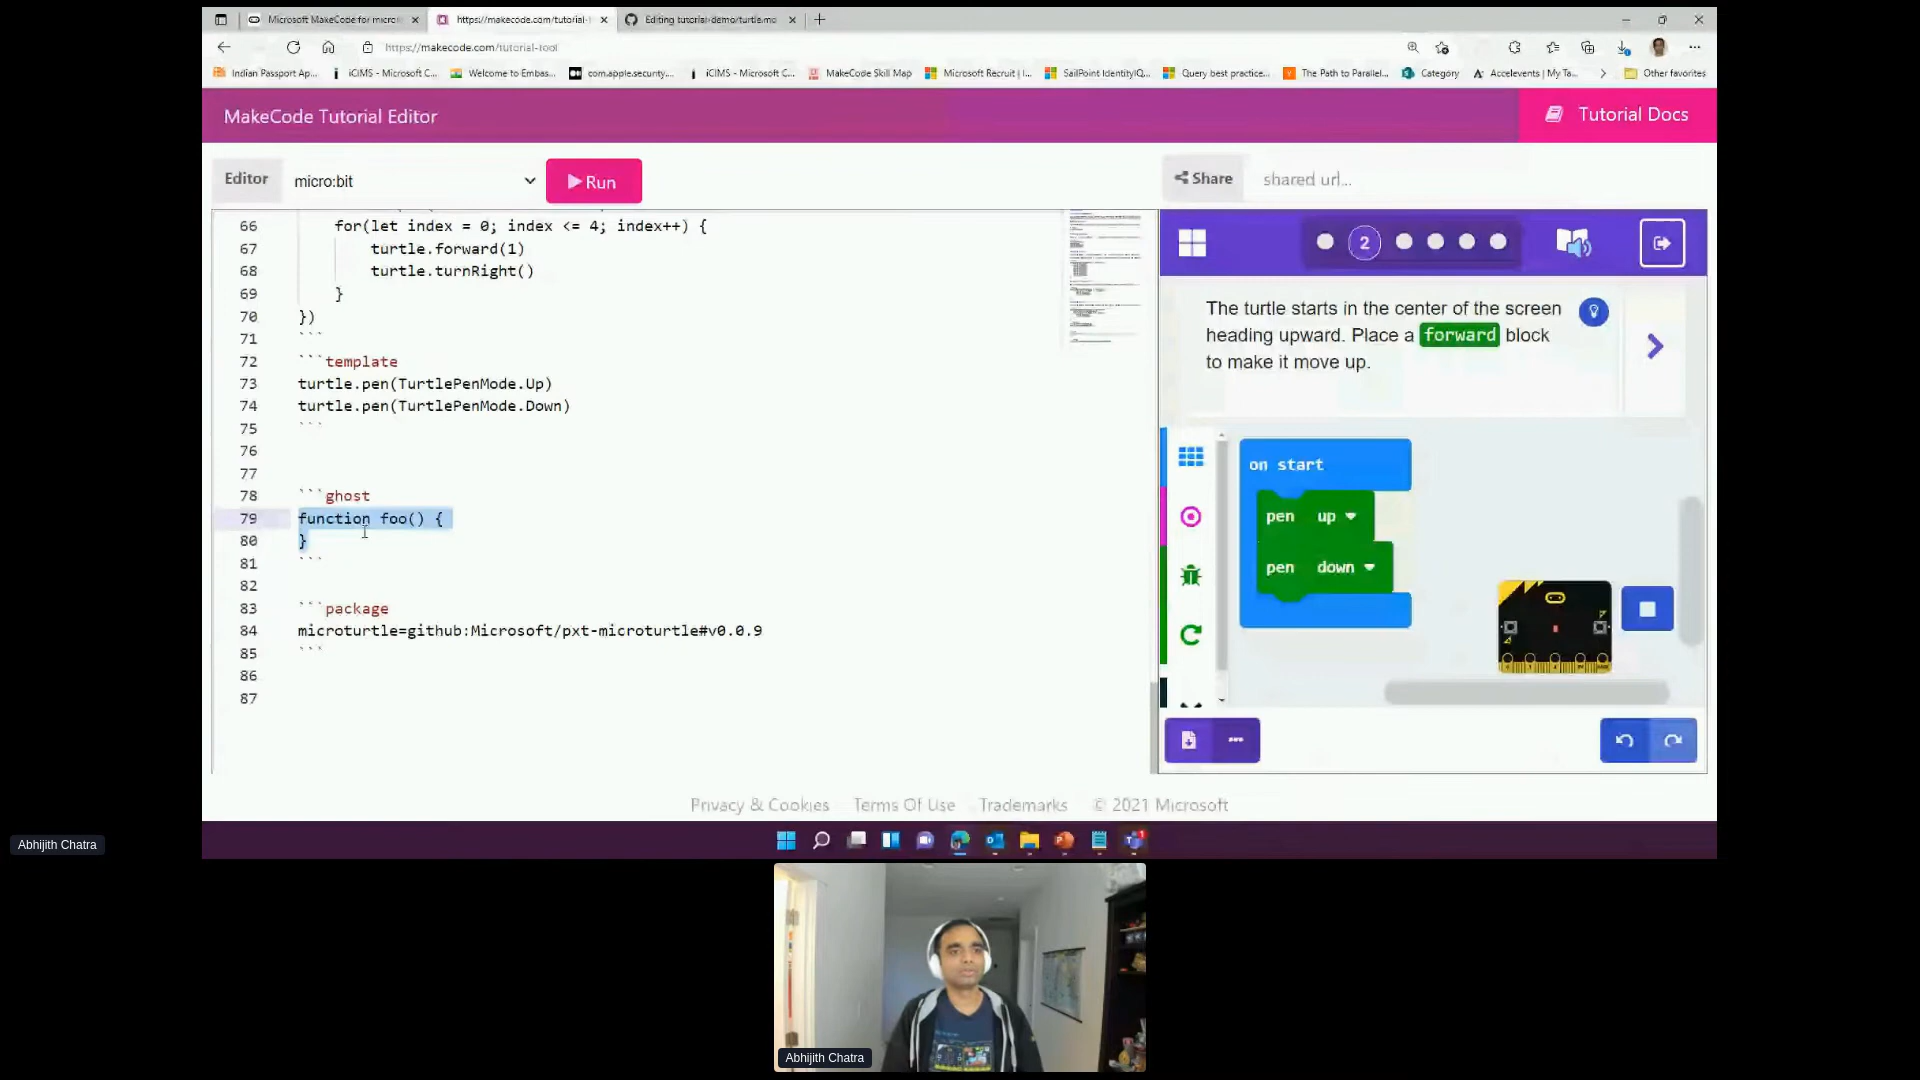 Microsoft MakeCode for micro
https://makecode.com/tutorial-
Editing tutorial-demo/turtle.md
https://makecode.com/tutorial-tool
Indian Passport Ap...
iCIMS - Microsoft C...
Welcome to Embas...
com.apple.security....
iCIMS - Microsoft C...
MakeCode Skill Map
Microsoft Recruit | I...
SailPoint IdentityIQ...
Query best practice...
The Path to Parallel...
Category
Accelevents | My Ta...
Other favorites
MakeCode Tutorial Editor
Tutorial Docs
Editor
micro:bit
Run
Share
shared url...
66 for(let index = 0; index <= 4; index++) {
67 turtle.forward(1)
68 turtle.turnRight()
69 }
70 })
71 ```
72 ```template
73 turtle.pen(TurtlePenMode.Up)
74 turtle.pen(TurtlePenMode.Down)
75 ```
76
77
78 ```ghost
79 function foo() {
80 }
81 ```
82
83 ```package
84 microturtle=github:Microsoft/pxt-microturtle#v0.0.9
85 ```
86
87
2
The turtle starts in the center of the screen
heading upward. Place a forward block
to make it move up.
on start
pen up
pen down
Privacy & Cookies Terms Of Use Trademarks © 2021 Microsoft
1
Abhijith Chatra
Abhijith Chatra